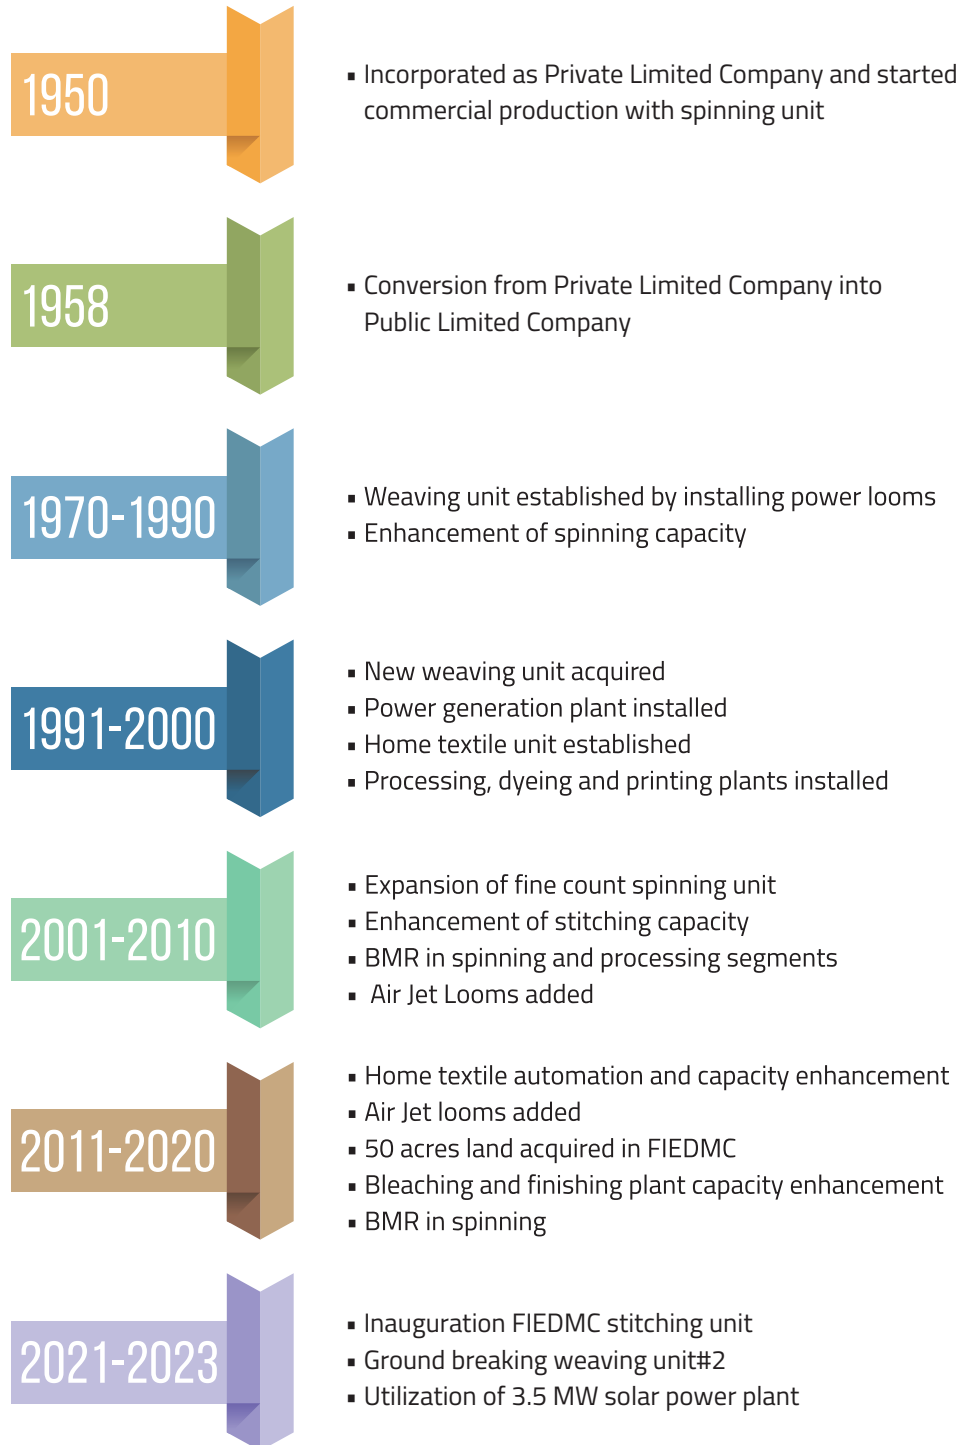 1950
▪ Incorporated as Private Limited Company and started
commercial production with spinning unit
1958
▪ Conversion from Private Limited Company into
Public Limited Company
1970-1990
▪ Weaving unit established by installing power looms
▪ Enhancement of spinning capacity
1991-2000
▪ New weaving unit acquired
▪ Power generation plant installed
▪ Home textile unit established
▪ Processing, dyeing and printing plants installed
2001-2010
▪ Expansion of fine count spinning unit
▪ Enhancement of stitching capacity
▪ BMR in spinning and processing segments
▪ Air Jet Looms added
2011-2020
▪ Home textile automation and capacity enhancement
▪ Air Jet looms added
▪ 50 acres land acquired in FIEDMC
▪ Bleaching and finishing plant capacity enhancement
▪ BMR in spinning
2021-2023
▪ Inauguration FIEDMC stitching unit
▪ Ground breaking weaving unit#2
▪ Utilization of 3.5 MW solar power plant